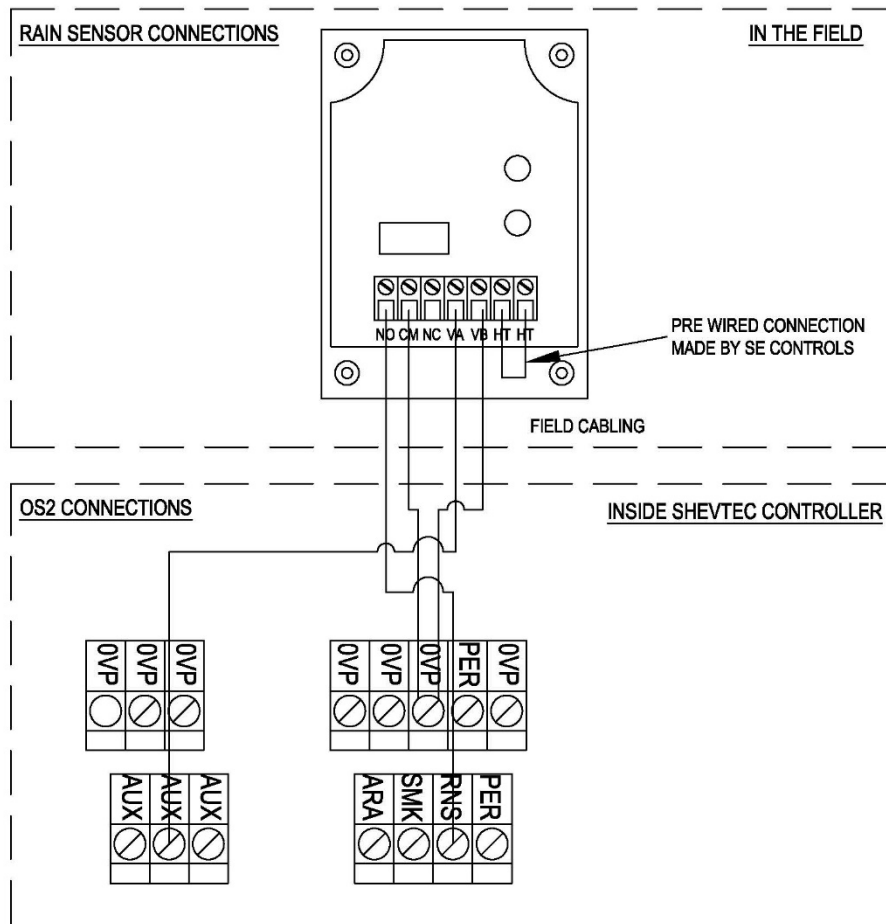 RAIN SENSOR CONNECTIONS
IN THE FIELD
NO CM NC VA VB HT HT
PRE WIRED CONNECTION
MADE BY SE CONTROLS
FIELD CABLING
OS2 CONNECTIONS
INSIDE SHEVTEC CONTROLLER
0VP 0VP 0VP
0VP 0VP 0VP PER 0VP
AUX AUX AUX
ARA SMK RNS PER